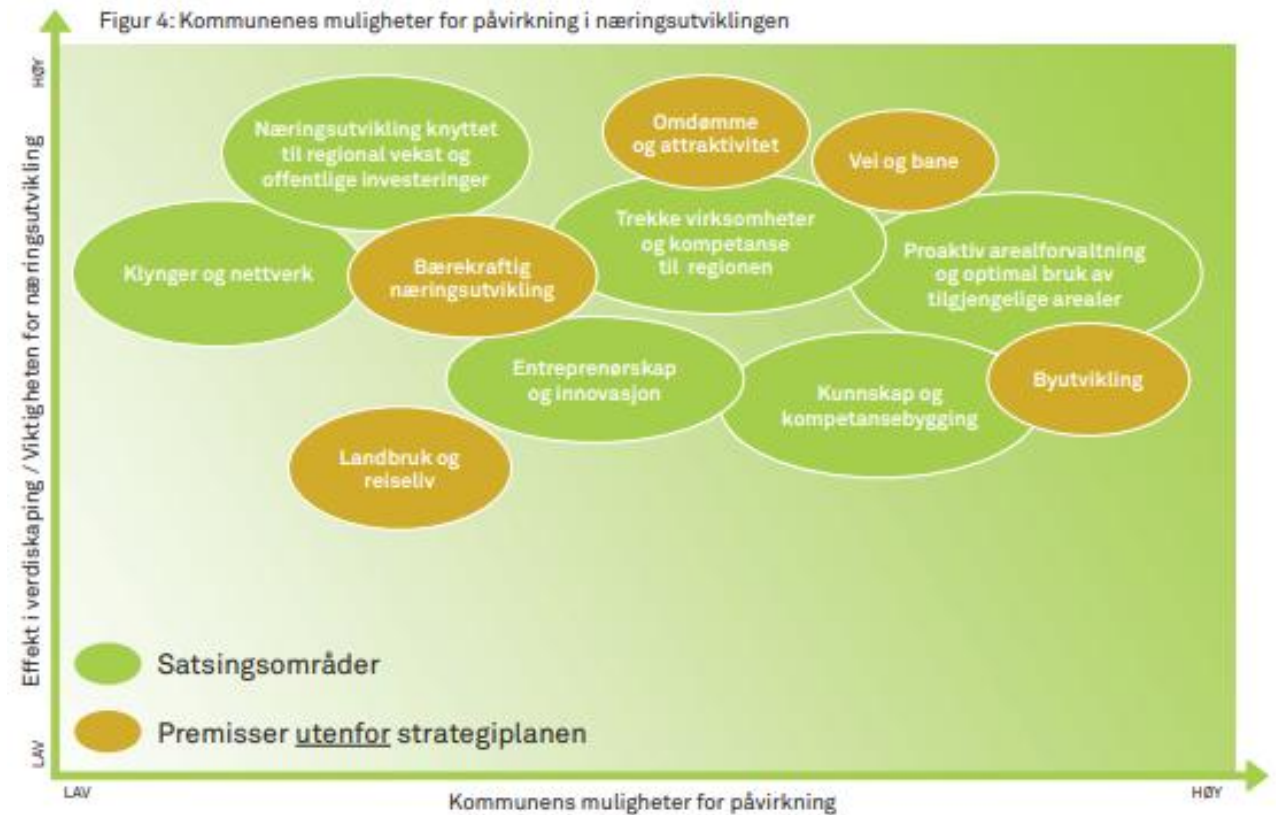 Figur 4: Kommunenes muligheter for påvirkning i næringsutviklingen
HØY
Effekt i verdiskaping / Viktigheten for næringsutvikling
LAV
Næringsutvikling knyttet
til regional vekst og
offentlige investeringer
Omdømme
og attraktivitet
Vei og bane
Klynger og nettverk
Bærekraftig
næringsutvikling
Trekke virksomheter
og kompetanse
til regionen
Proaktiv arealforvaltning
og optimal bruk av
tilgjengelige arealer
Entreprenørskap
og innovasjon
Kunnskap og
kompetansebygging
Byutvikling
Landbruk og
reiseliv
Satsingsområder
Premisser utenfor strategiplanen
LAV
Kommunens muligheter for påvirkning
HØY